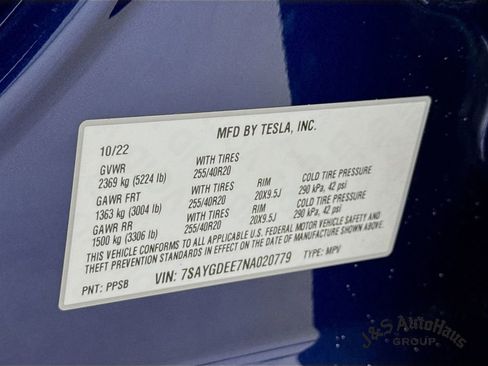 MFD BY TESLA, INC.
10/22
GVWR WITH TIRES
2369 kg (5224 lb) 255/40R20
GAWR FRT WITH TIRES RIM COLD TIRE PRESSURE
1363 kg (3004 lb) 255/40R20 20X9.5J 290 kPa, 42 psi
GAWR RR WITH TIRES RIM COLD TIRE PRESSURE
1500 kg (3306 lb) 255/40R20 20X9.5J 290 kPa, 42 psi
THIS VEHICLE CONFORMS TO ALL APPLICABLE U.S. FEDERAL MOTOR VEHICLE SAFETY AND
THEFT PREVENTION STANDARDS IN EFFECT ON THE DATE OF MANUFACTURE SHOWN ABOVE.
PNT: PPSB VIN: 7SAYGDEE7NA020779 TYPE: MPV
J&S AutoHaus
GROUP